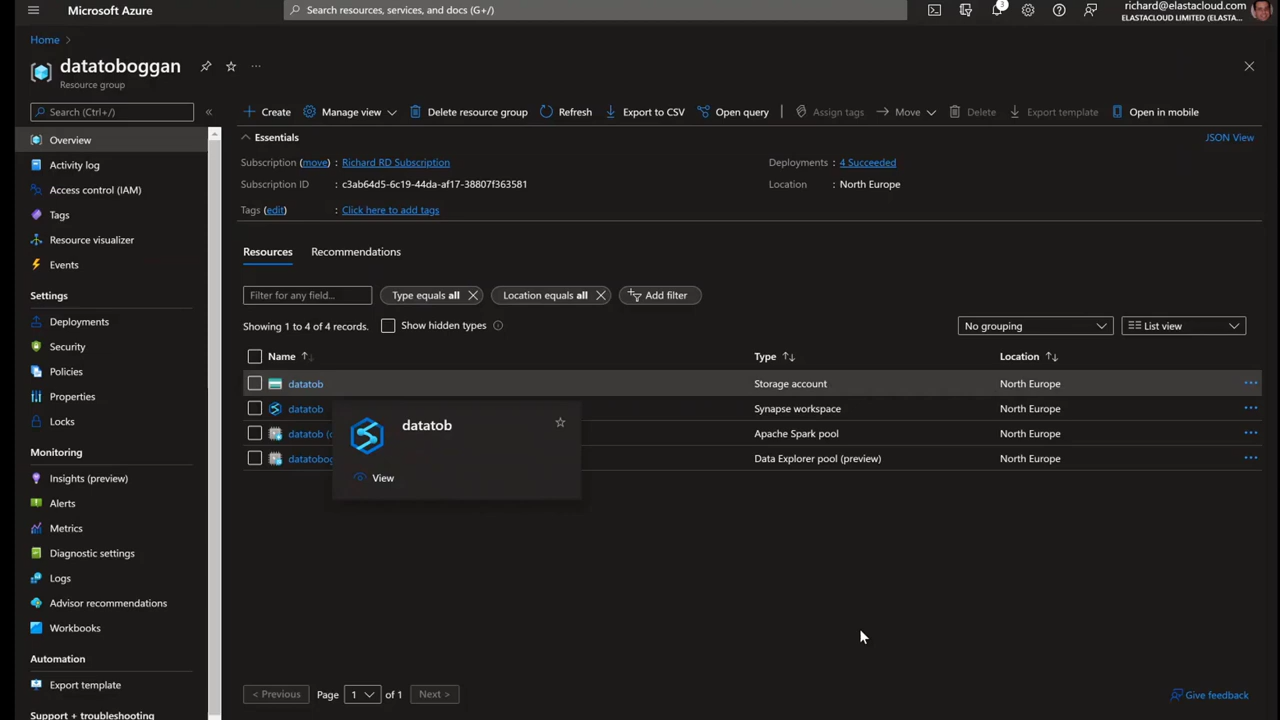 Microsoft Azure
Search resources, services, and docs (G+/)
3
richard@elastacloud.com
ELASTACLOUD LIMITED (ELASTA...
Home >
datatoboggan
Resource group
Search (Ctrl+/)
Create
Manage view
Delete resource group
Refresh
Export to CSV
Open query
Assign tags
Move
Delete
Export template
Open in mobile
Essentials
JSON View
Subscription (move) : Richard RD Subscription
Deployments : 4 Succeeded
Subscription ID : c3ab64d5-6c19-44da-af17-38807f363581
Location : North Europe
Tags (edit) : Click here to add tags
Resources
Recommendations
Filter for any field...
Type equals all
Location equals all
Add filter
Showing 1 to 4 of 4 records.
Show hidden types
No grouping
List view
Name
Type
Location
datatob
Storage account
North Europe
datatob
Synapse workspace
North Europe
datatob (
Apache Spark pool
North Europe
datatobog
Data Explorer pool (preview)
North Europe
datatob
View
Overview
Activity log
Access control (IAM)
Tags
Resource visualizer
Events
Settings
Deployments
Security
Policies
Properties
Locks
Monitoring
Insights (preview)
Alerts
Metrics
Diagnostic settings
Logs
Advisor recommendations
Workbooks
Automation
Export template
Support + troubleshooting
< Previous
Page 1 of 1
Next >
Give feedback